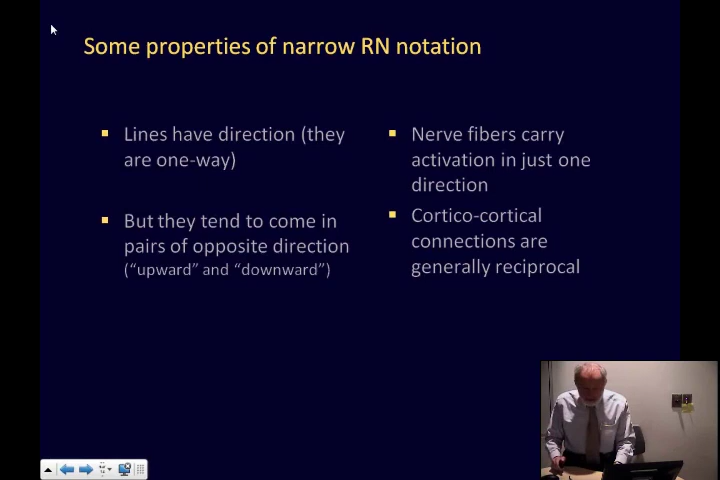 Some properties of narrow RN notation
Lines have direction (they
are one-way)
But they tend to come in
pairs of opposite direction
("upward" and "downward")
Nerve fibers carry
activation in just one
direction
Cortico-cortical
connections are
generally reciprocal